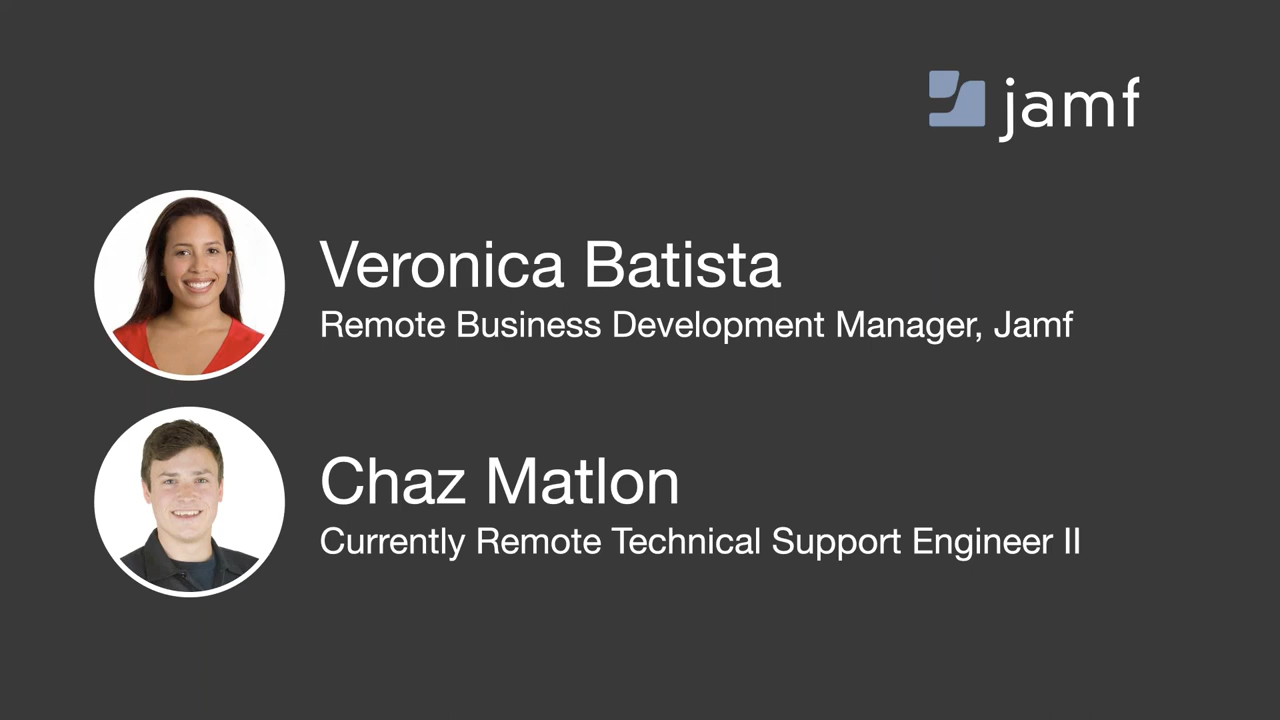 jamf
Veronica Batista
Remote Business Development Manager, Jamf
Chaz Matlon
Currently Remote Technical Support Engineer II